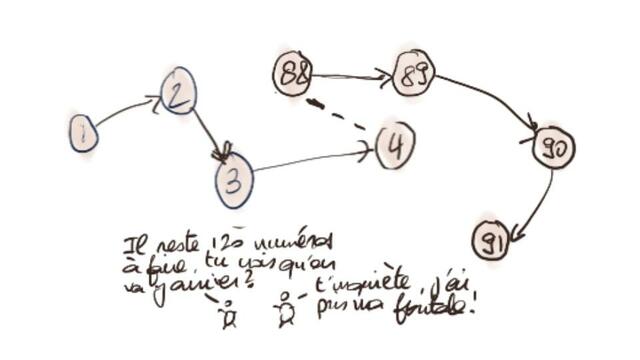 88
89
2
1
4
90
3
91
Il reste 120 numéros
à faire, tu crois qu'on
va y arriver?
t'inquiète, j'ai
pris ma frontale!